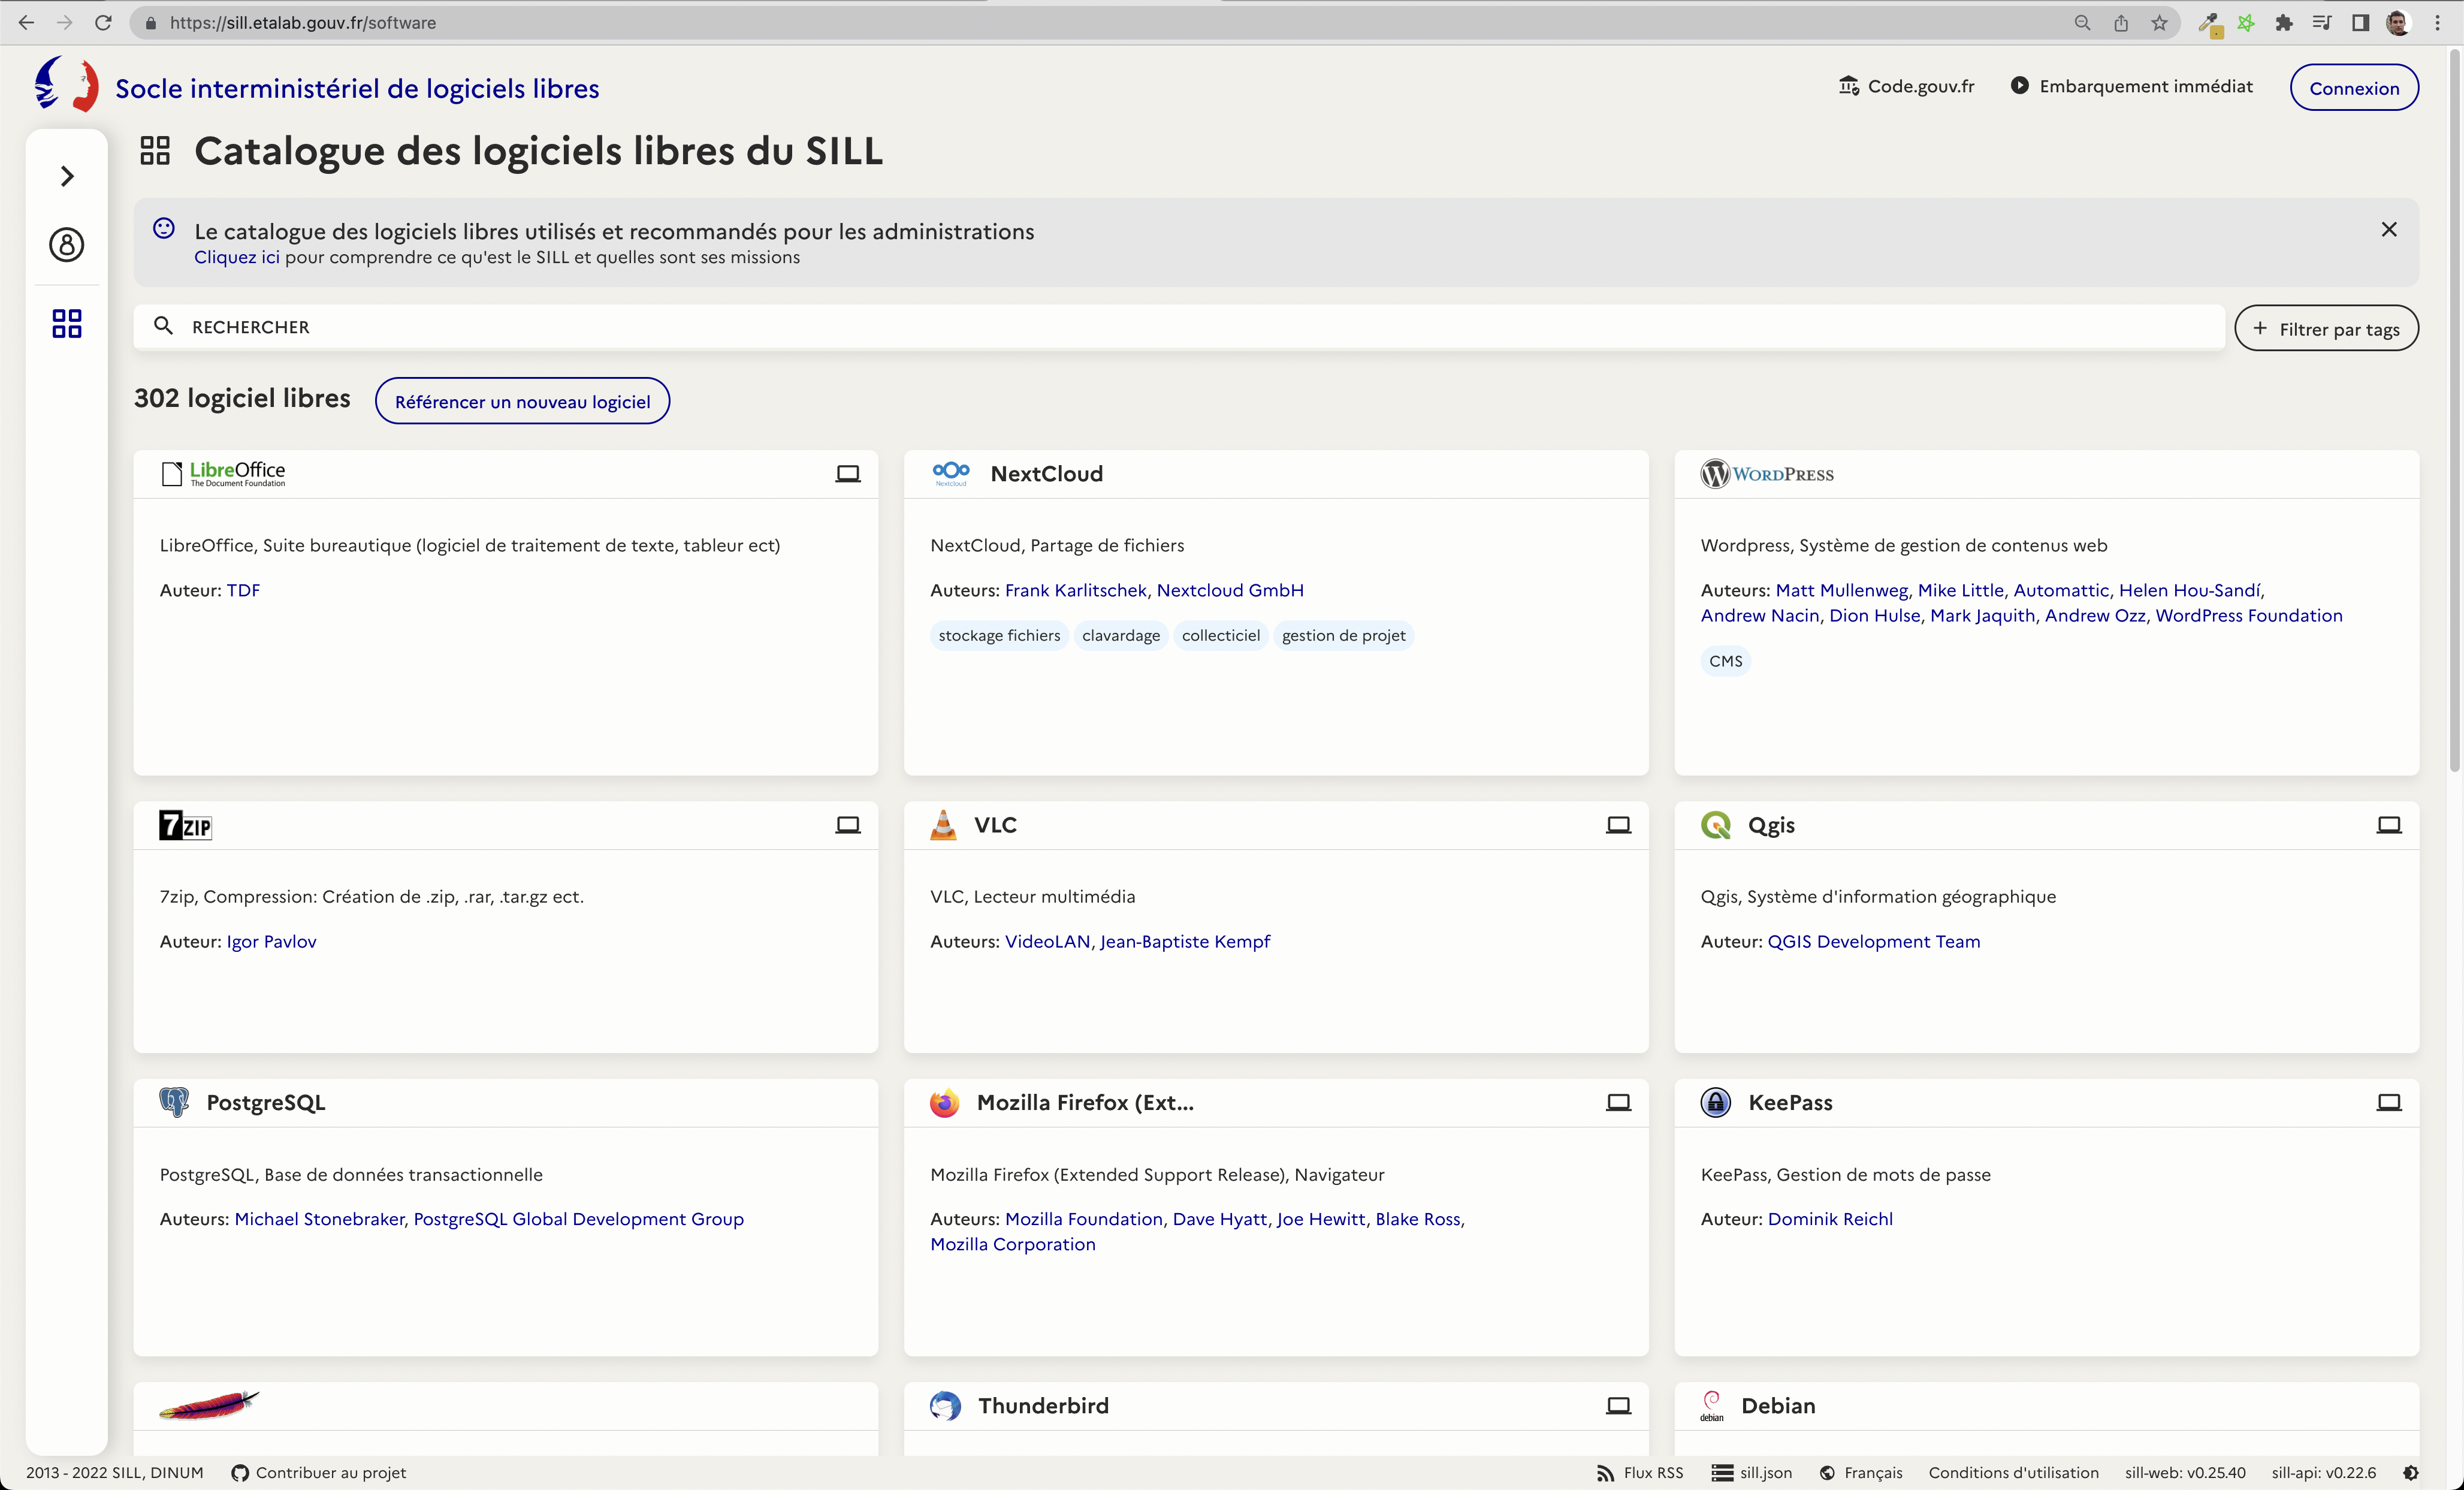 https://sill.etalab.gouv.fr/software
Socle interministériel de logiciels libres
Code.gouv.fr
Embarquement immédiat
Connexion
Catalogue des logiciels libres du SILL
Le catalogue des logiciels libres utilisés et recommandés pour les administrations
Cliquez ici pour comprendre ce qu'est le SILL et quelles sont ses missions
RECHERCHER
+ Filtrer par tags
302 logiciel libres
Référencer un nouveau logiciel
LibreOffice
The Document Foundation
LibreOffice, Suite bureautique (logiciel de traitement de texte, tableur ect)
Auteur: TDF
Nextcloud
NextCloud
NextCloud, Partage de fichiers
Auteurs: Frank Karlitschek, Nextcloud GmbH
stockage fichiers clavardage collecticiel gestion de projet
WORDPRESS
Wordpress, Système de gestion de contenus web
Auteurs: Matt Mullenweg, Mike Little, Automattic, Helen Hou-Sandí,
Andrew Nacin, Dion Hulse, Mark Jaquith, Andrew Ozz, WordPress Foundation
CMS
7ZIP
7zip, Compression: Création de .zip, .rar, .tar.gz ect.
Auteur: Igor Pavlov
VLC
VLC, Lecteur multimédia
Auteurs: VideoLAN, Jean-Baptiste Kempf
Qgis
Qgis, Système d'information géographique
Auteur: QGIS Development Team
PostgreSQL
PostgreSQL, Base de données transactionnelle
Auteurs: Michael Stonebraker, PostgreSQL Global Development Group
Mozilla Firefox (Ext...
Mozilla Firefox (Extended Support Release), Navigateur
Auteurs: Mozilla Foundation, Dave Hyatt, Joe Hewitt, Blake Ross,
Mozilla Corporation
KeePass
KeePass, Gestion de mots de passe
Auteur: Dominik Reichl
Thunderbird
debian
Debian
2013 - 2022 SILL, DINUM
Contribuer au projet
Flux RSS
sill.json
Français
Conditions d'utilisation
sill-web: v0.25.40
sill-api: v0.22.6